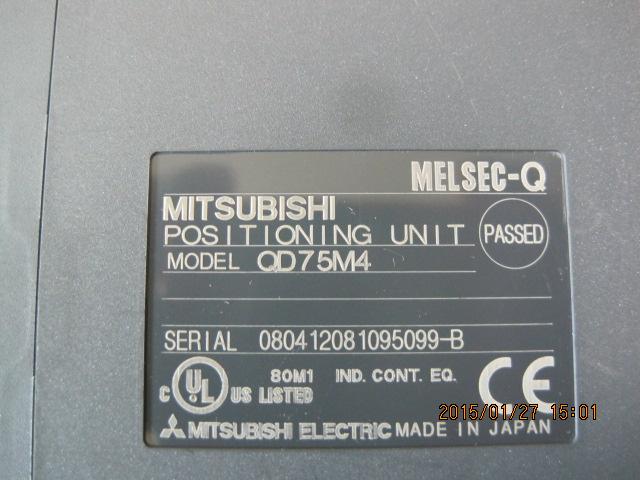 MELSEC-Q
MITSUBISHI
POSITIONING UNIT
PASSED
MODEL QD75M4
SERIAL 080412081095099-B
C UL US LISTED
80M1 IND. CONT. EQ.
CE
MITSUBISHI ELECTRIC MADE IN JAPAN
2015/01/27 15:01